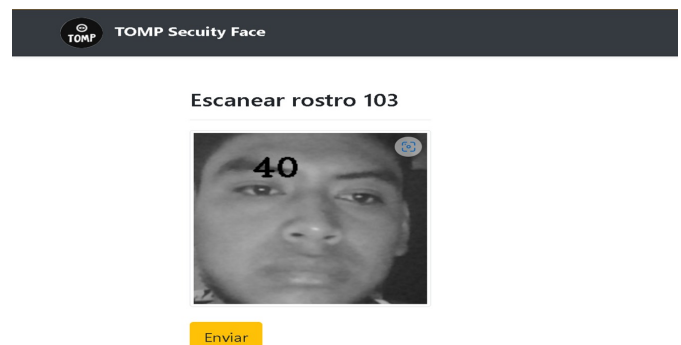 TOMP
TOMP Secuity Face
Escanear rostro 103
40
Enviar